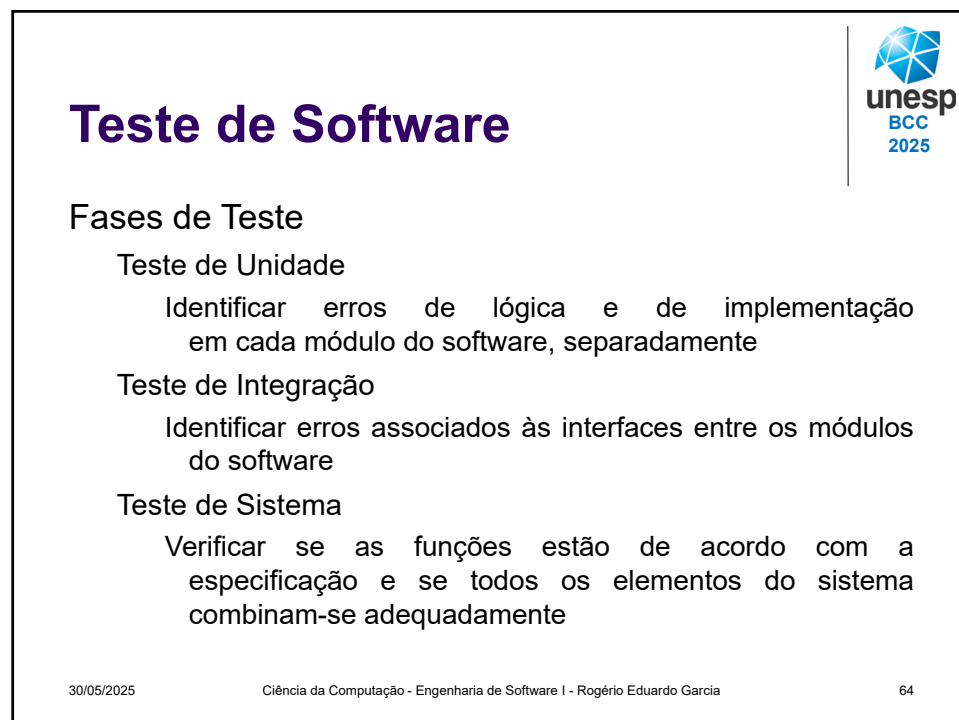 unesp
BCC
2025
Teste de Software
Fases de Teste
Teste de Unidade
Identificar erros de lógica e de implementação
em cada módulo do software, separadamente
Teste de Integração
Identificar erros associados às interfaces entre os módulos
do software
Teste de Sistema
Verificar se as funções estão de acordo com a
especificação e se todos os elementos do sistema
combinam-se adequadamente
30/05/2025 Ciência da Computação - Engenharia de Software I - Rogério Eduardo Garcia 64